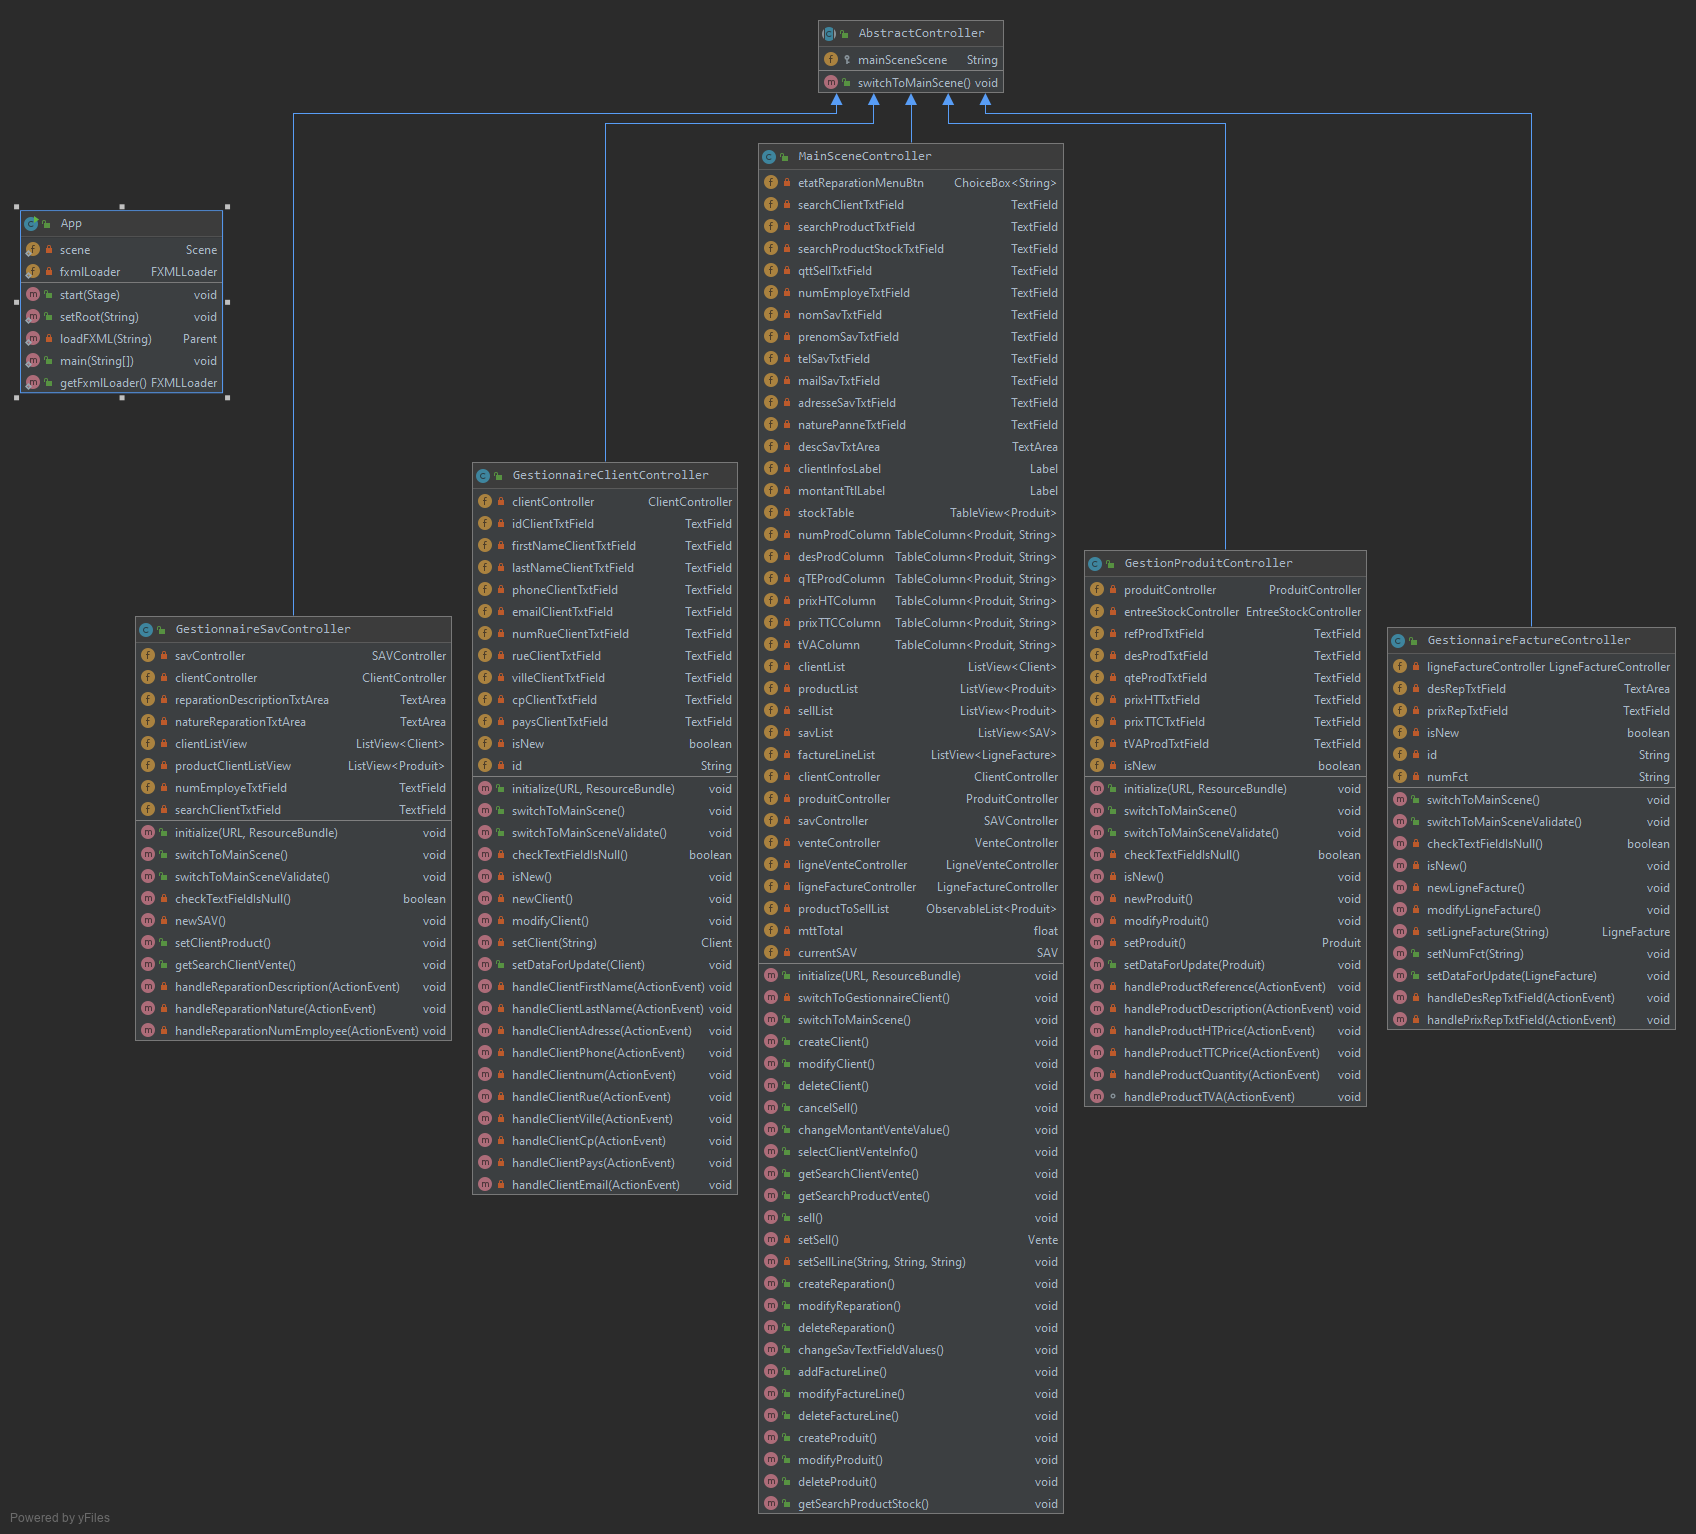 AbstractController
mainSceneScene String
switchToMainScene() void
App
scene Scene
fxmlLoader FXMLLoader
start(Stage) void
setRoot(String) void
loadFXML(String) Parent
main(String[]) void
getFxmlLoader() FXMLLoader
GestionnaireSavController
savController SAVController
clientController ClientController
reparationDescriptionTxtArea TextArea
natureReparationTxtArea TextArea
clientListView ListView<Client>
productClientListView ListView<Produit>
numEmployeTxtField TextField
searchClientTxtField TextField
initialize(URL, ResourceBundle) void
switchToMainScene() void
switchToMainSceneValidate() void
checkTextFieldIsNull() boolean
newSAV() void
setClientProduct() void
getSearchClientVente() void
handleReparationDescription(ActionEvent) void
handleReparationNature(ActionEvent) void
handleReparationNumEmployee(ActionEvent) void
GestionnaireClientController
clientController ClientController
idClientTxtField TextField
firstNameClientTxtField TextField
lastNameClientTxtField TextField
phoneClientTxtField TextField
emailClientTxtField TextField
numRueClientTxtField TextField
rueClientTxtField TextField
villeClientTxtField TextField
cpClientTxtField TextField
paysClientTxtField TextField
isNew boolean
id String
initialize(URL, ResourceBundle) void
switchToMainScene() void
switchToMainSceneValidate() void
checkTextFieldIsNull() boolean
isNew() void
newClient() void
modifyClient() void
setClient(String) Client
setDataForUpdate(Client) void
handleClientFirstName(ActionEvent) void
handleClientLastName(ActionEvent) void
handleClientAdresse(ActionEvent) void
handleClientPhone(ActionEvent) void
handleClientnum(ActionEvent) void
handleClientRue(ActionEvent) void
handleClientVille(ActionEvent) void
handleClientCp(ActionEvent) void
handleClientPays(ActionEvent) void
handleClientEmail(ActionEvent) void
MainSceneController
etatReparationMenuBtn ChoiceBox<String>
searchClientTxtField TextField
searchProductTxtField TextField
searchProductStockTxtField TextField
qttSellTxtField TextField
numEmployeTxtField TextField
nomSavTxtField TextField
prenomSavTxtField TextField
telSavTxtField TextField
mailSavTxtField TextField
adresseSavTxtField TextField
naturePanneTxtField TextField
descSavTxtArea TextArea
clientInfosLabel Label
montantTtlLabel Label
stockTable TableView<Produit>
numProdColumn TableColumn<Produit, String>
desProdColumn TableColumn<Produit, String>
qTEProdColumn TableColumn<Produit, String>
prixHTColumn TableColumn<Produit, String>
prixTTCColumn TableColumn<Produit, String>
tVAColumn TableColumn<Produit, String>
clientList ListView<Client>
productList ListView<Produit>
sellList ListView<Produit>
savList ListView<SAV>
factureLineList ListView<LigneFacture>
clientController ClientController
produitController ProduitController
savController SAVController
venteController VenteController
ligneVenteController LigneVenteController
ligneFactureController LigneFactureController
productToSellList ObservableList<Produit>
mttTotal float
currentSAV SAV
initialize(URL, ResourceBundle) void
switchToGestionnaireClient() void
switchToMainScene() void
createClient() void
modifyClient() void
deleteClient() void
cancelSell() void
changeMontantVenteValue() void
selectClientVenteInfo() void
getSearchClientVente() void
getSearchProductVente() void
sell() void
setSell() Vente
setSellLine(String, String, String) void
createReparation() void
modifyReparation() void
deleteReparation() void
changeSavTextFieldValues() void
addFactureLine() void
modifyFactureLine() void
deleteFactureLine() void
createProduit() void
modifyProduit() void
deleteProduit() void
getSearchProductStock() void
GestionProduitController
produitController ProduitController
entreeStockController EntreeStockController
refProdTxtField TextField
desProdTxtField TextField
qteProdTxtField TextField
prixHTTxtField TextField
prixTTCTxtField TextField
tVAProdTxtField TextField
isNew boolean
initialize(URL, ResourceBundle) void
switchToMainScene() void
switchToMainSceneValidate() void
checkTextFieldIsNull() boolean
isNew() void
newProduit() void
modifyProduit() void
setProduit() Produit
setDataForUpdate(Produit) void
handleProductReference(ActionEvent) void
handleProductDescription(ActionEvent) void
handleProductHTPrice(ActionEvent) void
handleProductTTCPrice(ActionEvent) void
handleProductQuantity(ActionEvent) void
handleProductTVA(ActionEvent) void
GestionnaireFactureController
ligneFactureController LigneFactureController
desRepTxtField TextArea
prixRepTxtField TextField
isNew boolean
id String
numFct String
switchToMainScene() void
switchToMainSceneValidate() void
checkTextFieldIsNull() boolean
isNew() void
newLigneFacture() void
modifyLigneFacture() void
setLigneFacture(String) LigneFacture
setNumFct(String) void
setDataForUpdate(LigneFacture) void
handleDesRepTxtField(ActionEvent) void
handlePrixRepTxtField(ActionEvent) void
Powered by yFiles